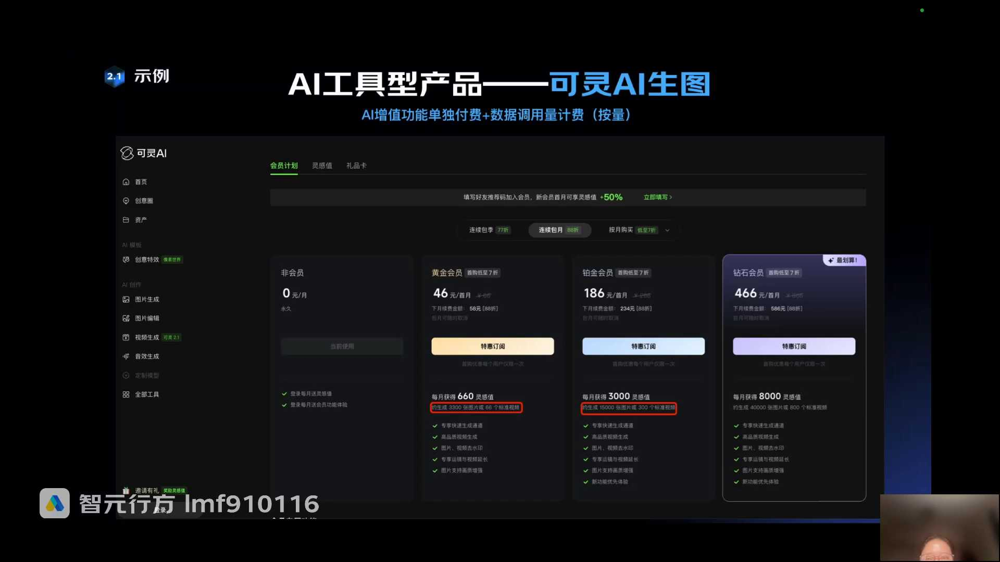 2.1 示例
AI工具型产品——可灵AI生图
AI增值功能单独付费+数据调用量计费（按量）
可灵AI
首页
创意圈
资产
AI 模板
创意特效 像素世界
AI 创作
图片生成
图片编辑
视频生成 可灵 2.1
音效生成
定制模型
全部工具
邀请有礼 奖励灵感值
登录
会员计划 灵感值 礼品卡
填写好友推荐码加入会员，新会员首月可享灵感值 +50% 立即填写 >
连续包季 77折 连续包月 88折 按月购买 低至7折
非会员
0 元/月
永久
当前使用
登录每月送灵感值
登录每月送会员功能体验
黄金会员 首购低至 7 折
46 元/首月 ¥ 66
下月续费金额： 58元 [88折]
包月可随时取消
特惠订阅
首购优惠每个用户仅限一次
每月获得 660 灵感值
约生成 3300 张图片或 66 个标准视频
专享快速生成通道
高品质视频生成
图片、视频去水印
专享运镜与视频延长
图片支持画质增强
铂金会员 首购低至 7 折
186 元/首月 ¥ 266
下月续费金额： 234元 [88折]
包月可随时取消
特惠订阅
首购优惠每个用户仅限一次
每月获得 3000 灵感值
约生成 15000 张图片或 300 个标准视频
专享快速生成通道
高品质视频生成
图片、视频去水印
专享运镜与视频延长
图片支持画质增强
新功能优先体验
最划算！
钻石会员 首购低至 7 折
466 元/首月 ¥ 666
下月续费金额： 586元 [88折]
包月可随时取消
特惠订阅
首购优惠每个用户仅限一次
每月获得 8000 灵感值
约生成 40000 张图片或 800 个标准视频
专享快速生成通道
高品质视频生成
图片、视频去水印
专享运镜与视频延长
图片支持画质增强
新功能优先体验
智元行方 lmf910116